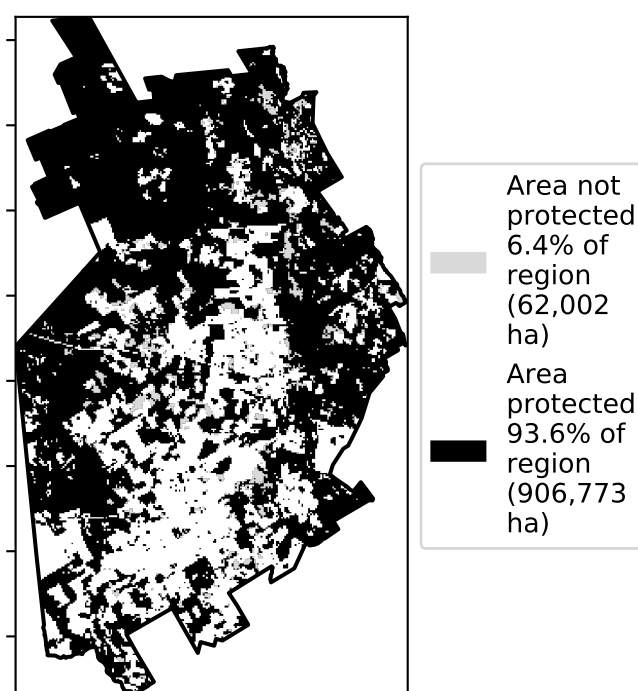 Area not
protected
6.4% of
region
(62,002
ha)
Area
protected
93.6% of
region
(906,773
ha)